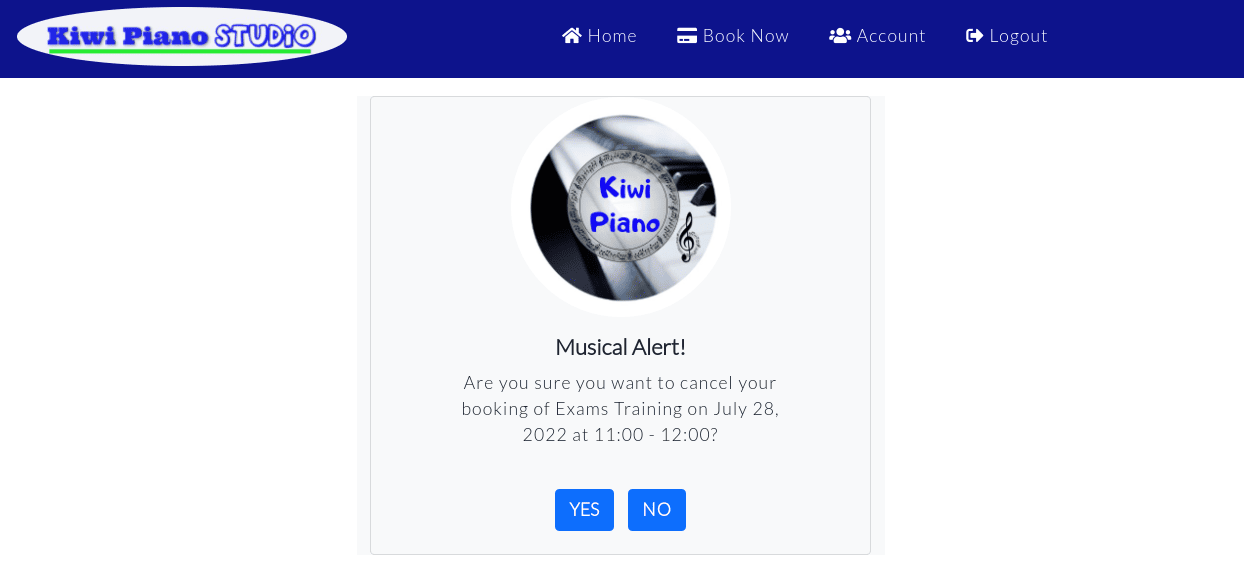 Kiwi Piano STUDiO
Home
Book Now
Account
Logout
Kiwi
Piano
Musical Alert!
Are you sure you want to cancel your
booking of Exams Training on July 28,
2022 at 11:00 - 12:00?
YES
NO